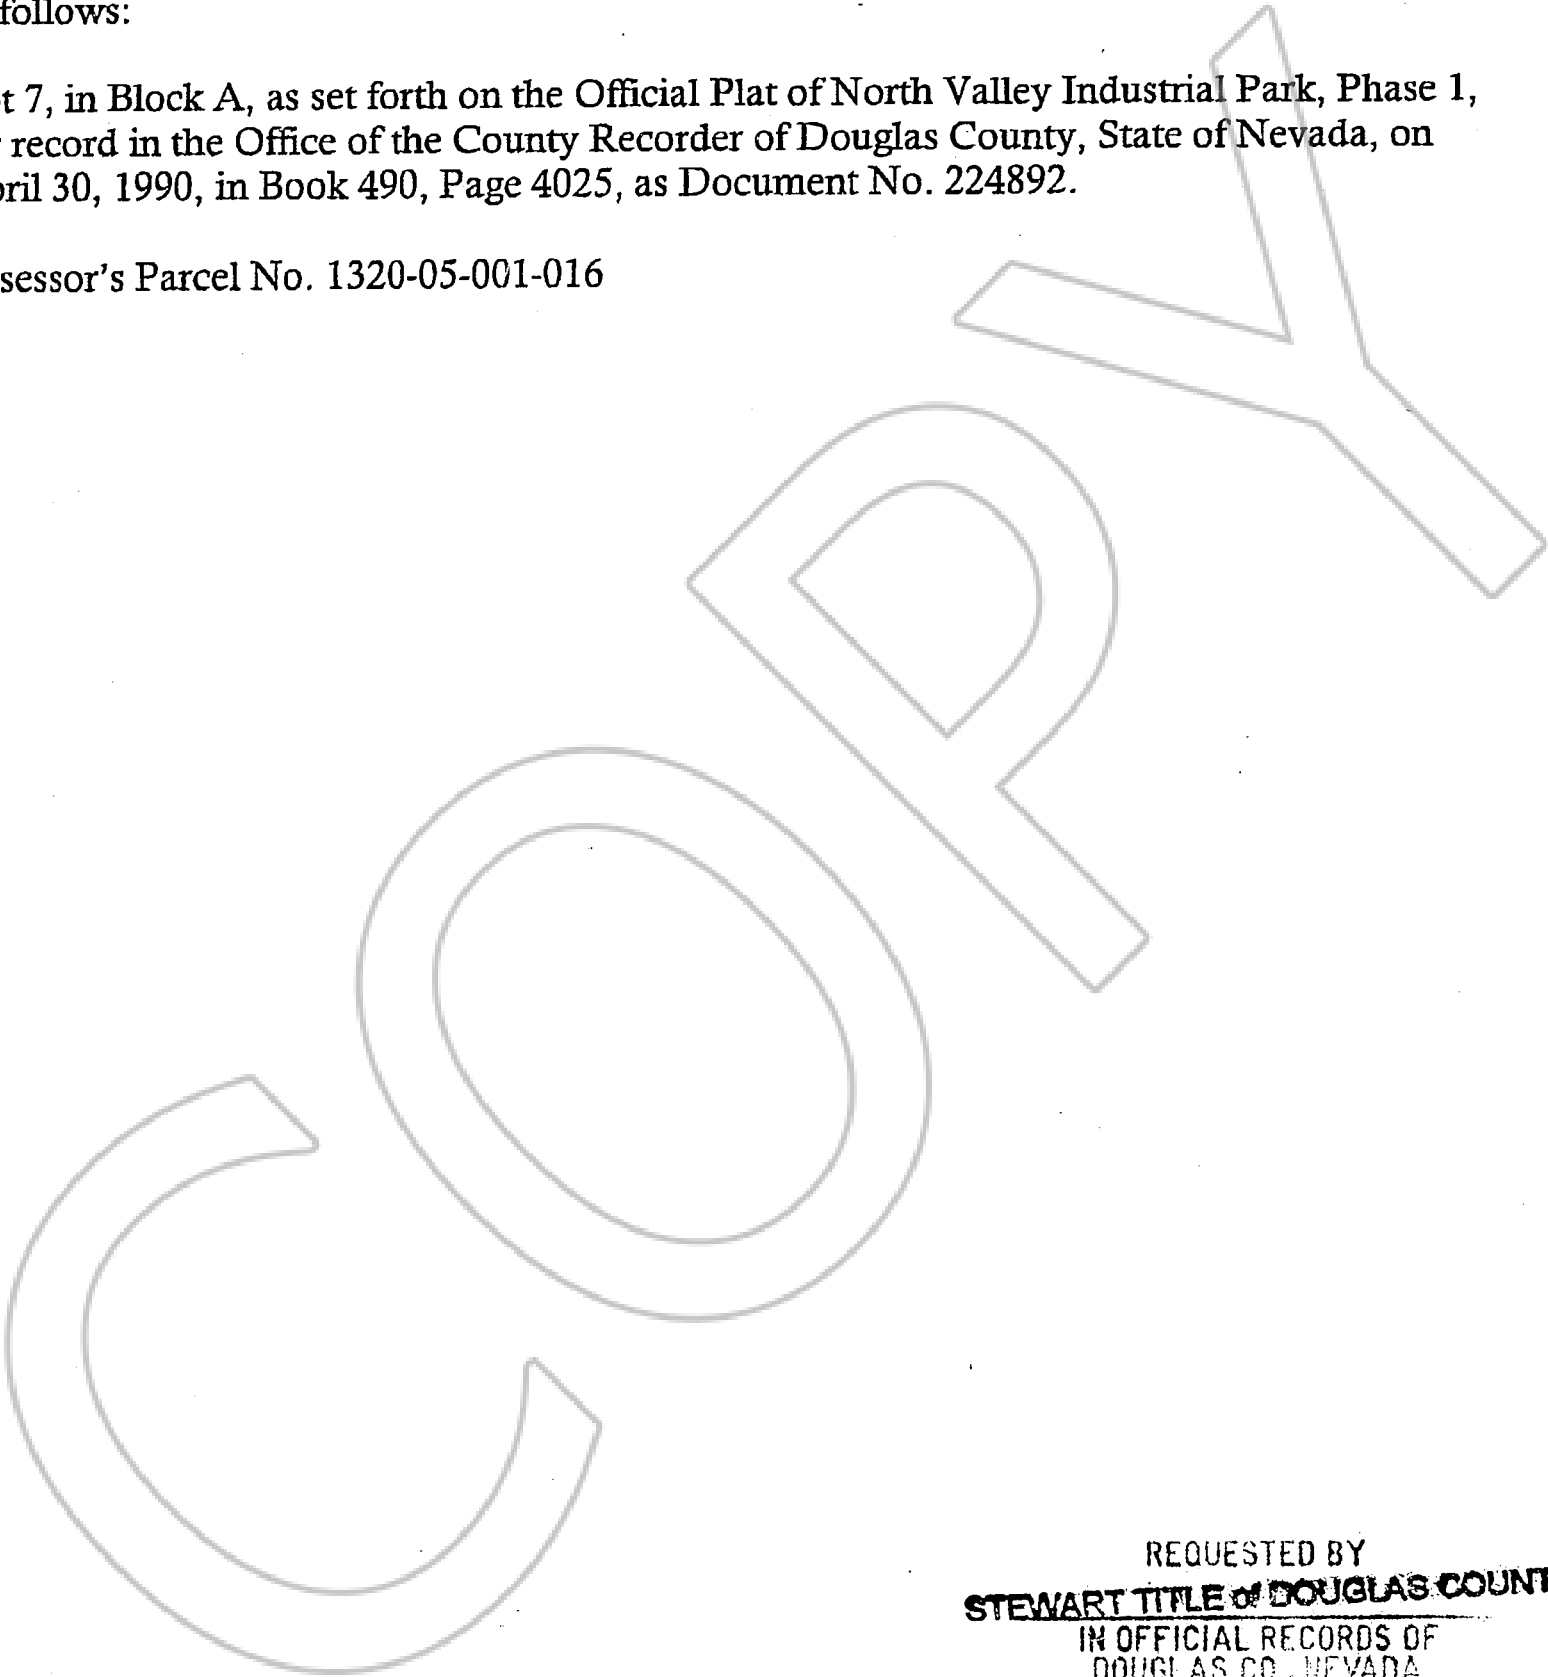 follows:
t 7, in Block A, as set forth on the Official Plat of North Valley Industrial Park, Phase 1,
record in the Office of the County Recorder of Douglas County, State of Nevada, on
ril 30, 1990, in Book 490, Page 4025, as Document No. 224892.
sessor's Parcel No. 1320-05-001-016
COPY
REQUESTED BY
STEWART TITLE of DOUGLAS COUNT
IN OFFICIAL RECORDS OF
DOUGLAS CO., NEVADA